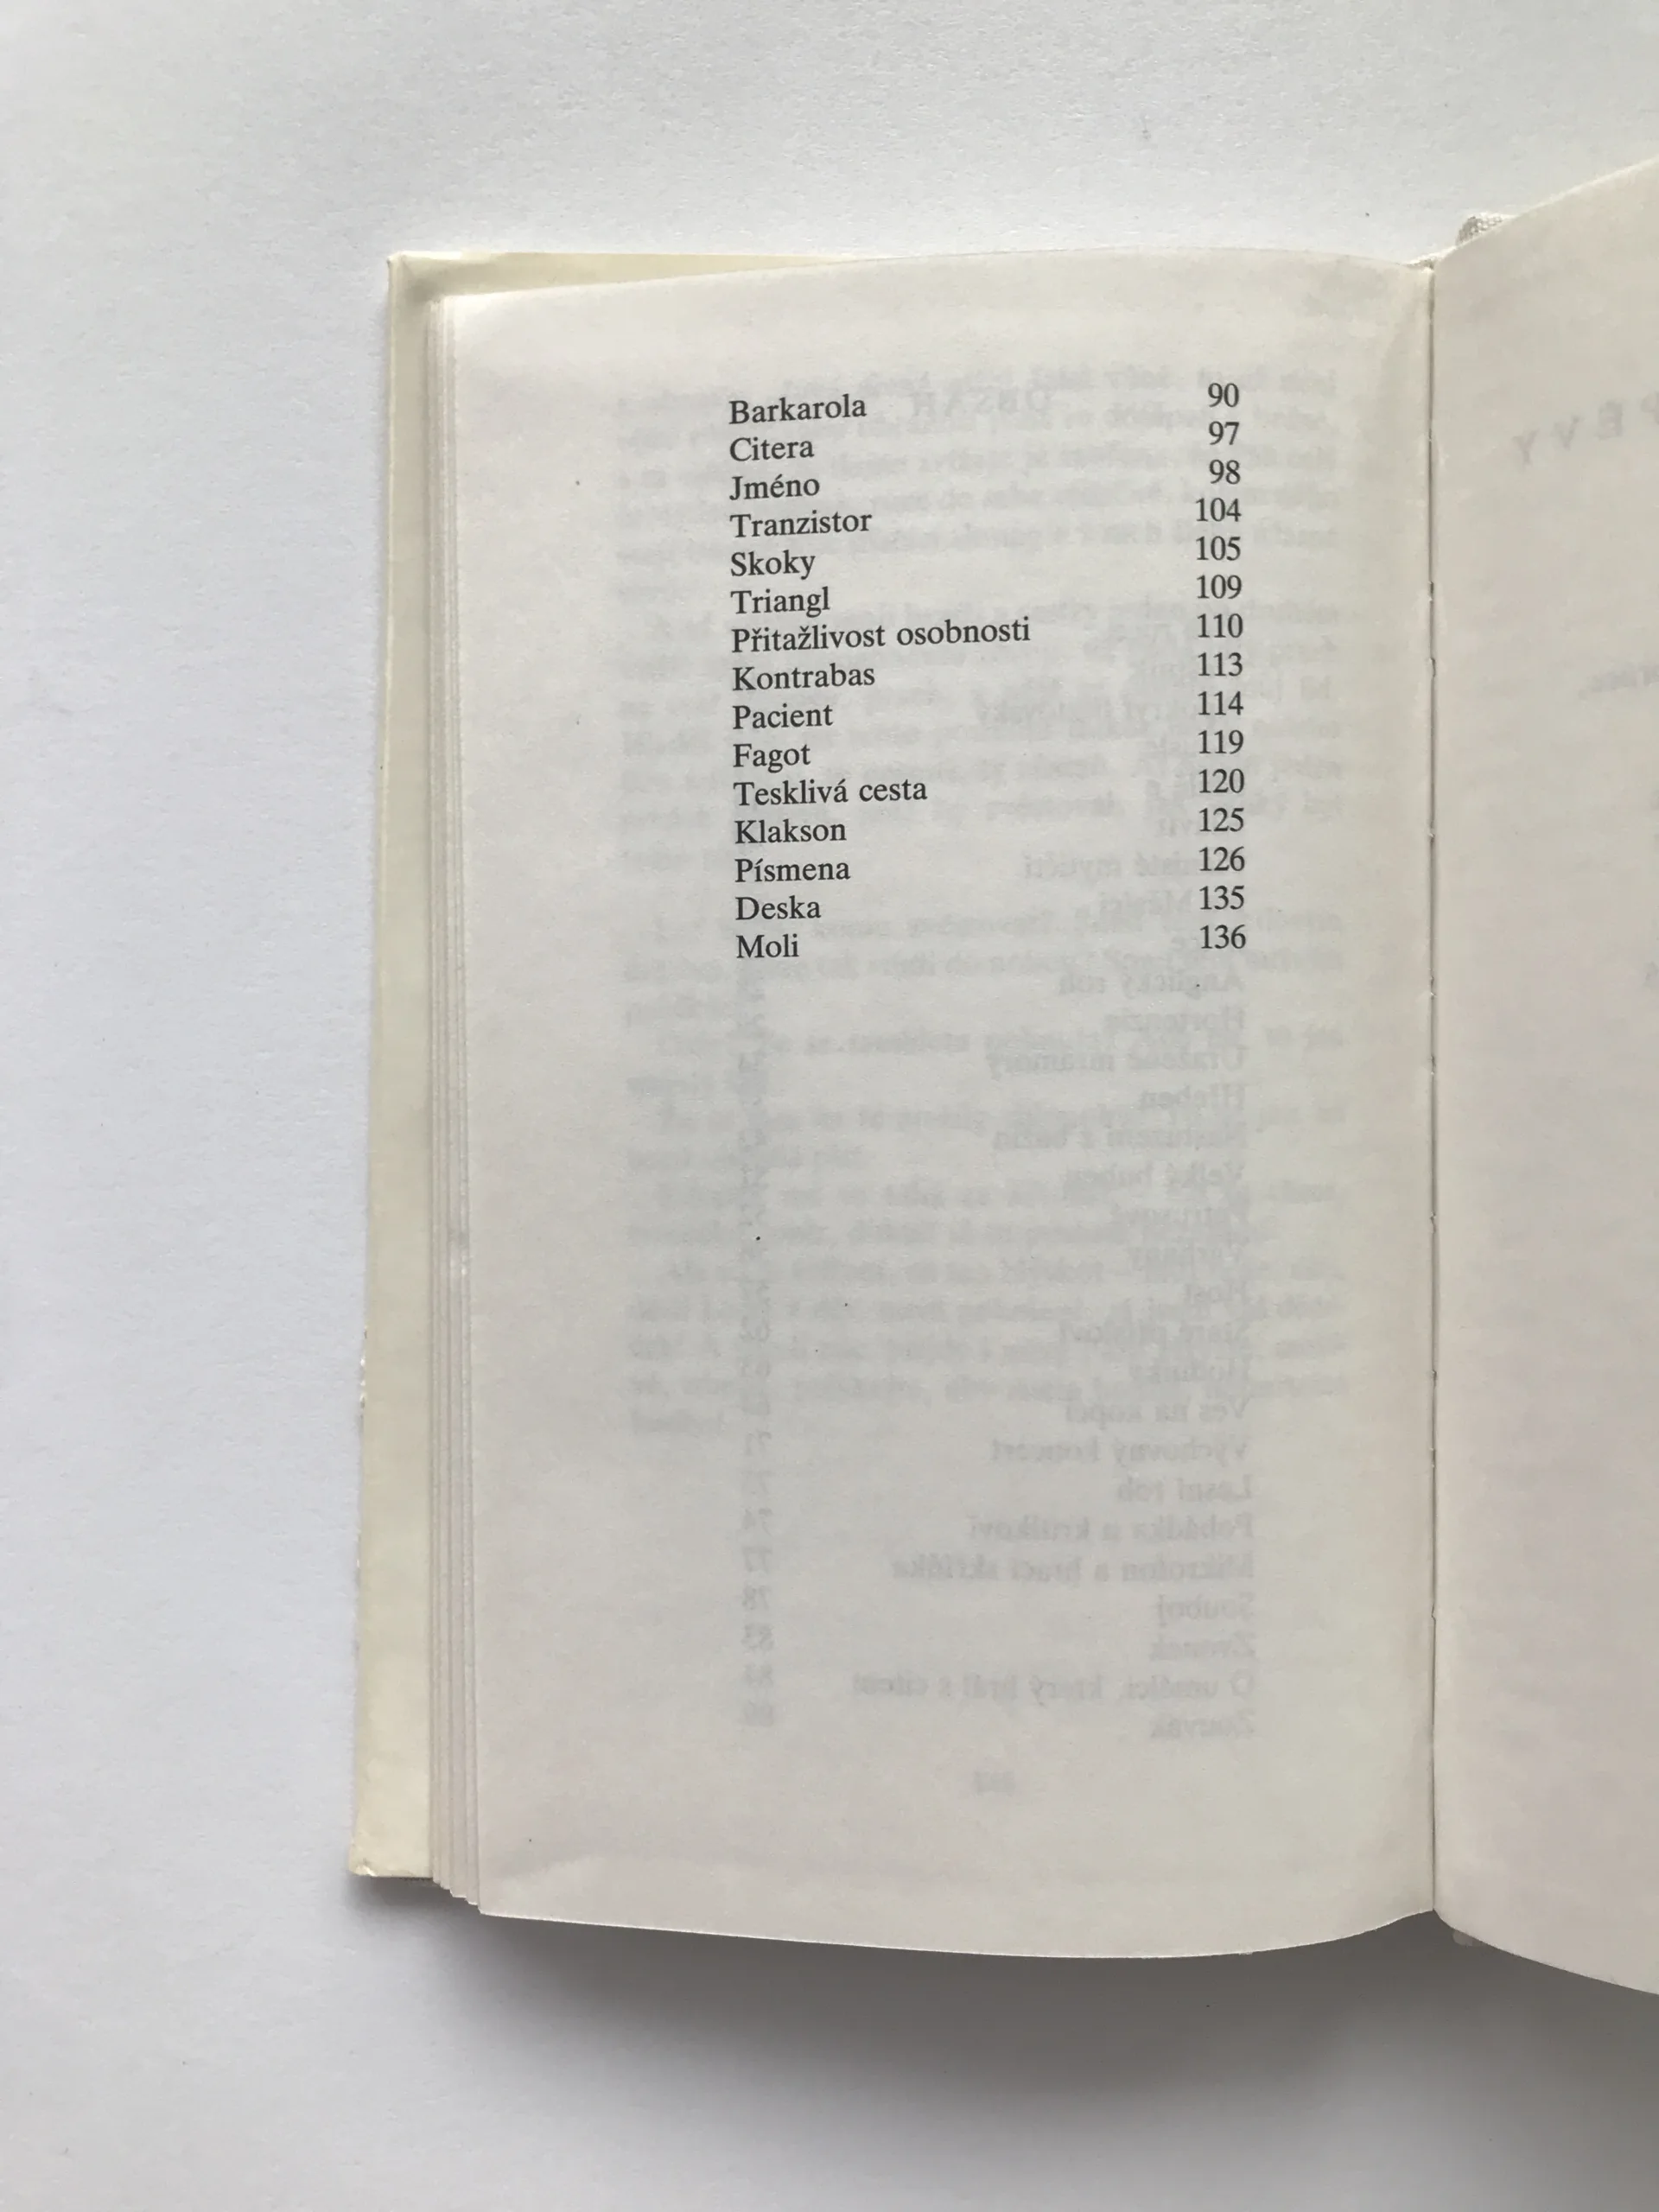 Barkarola 90
Citera 97
Jméno 98
Tranzistor 104
Skoky 105
Triangl 109
Přitažlivost osobnosti 110
Kontrabas 113
Pacient 114
Fagot 119
Tesklivá cesta 120
Klakson 125
Písmena 126
Deska 135
Moli 136